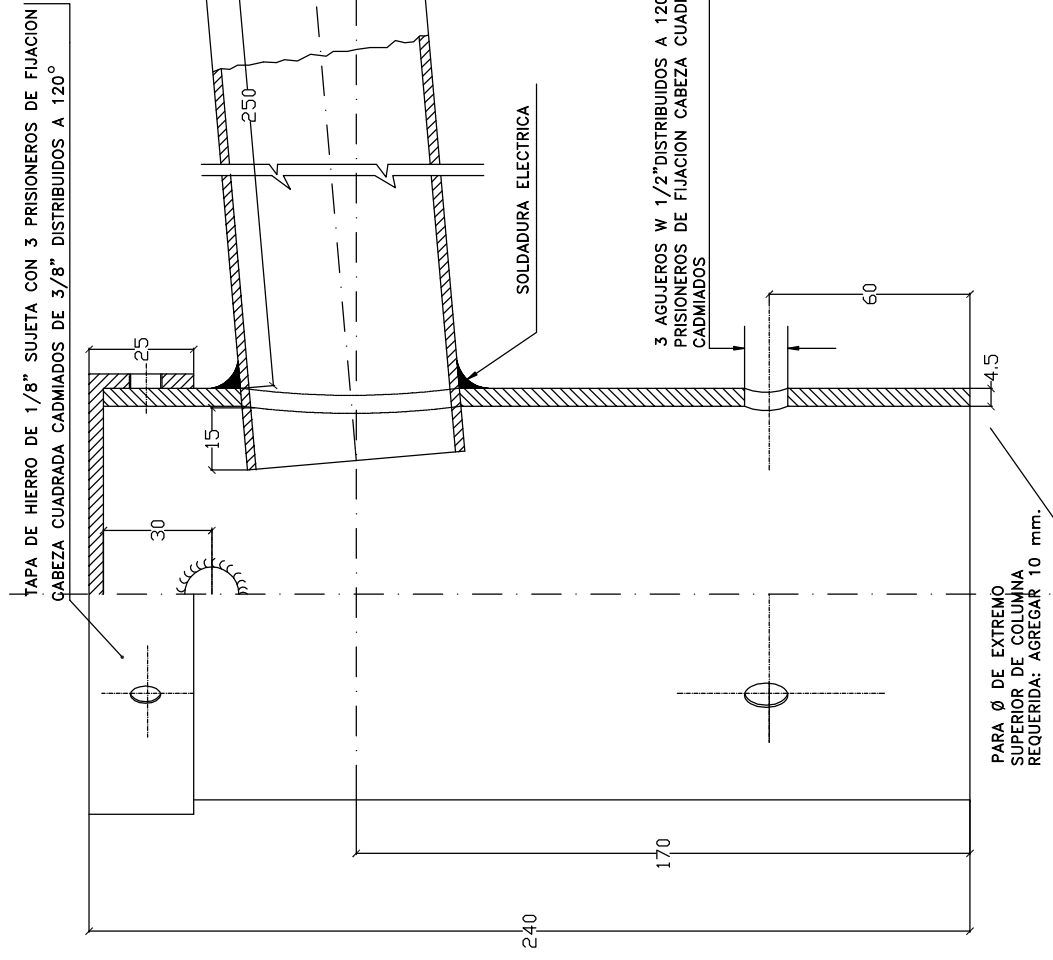 TAPA DE HIERRO DE 1/8" SUJETA CON 3 PRISIONEROS DE FIJACION
CABEZA CUADRADA CADMIADOS DE 3/8" DISTRIBUIDOS A 120°
250
25
15
30
SOLDADURA ELECTRICA
3 AGUJEROS W 1/2"DISTRIBUIDOS A 120
PRISIONEROS DE FIJACION CABEZA
CADMIADOS
60
4.5
PARA Ø DE EXTREMO
SUPERIOR DE COLUMNA
REQUERIDA: AGREGAR 10 mm.
170
240